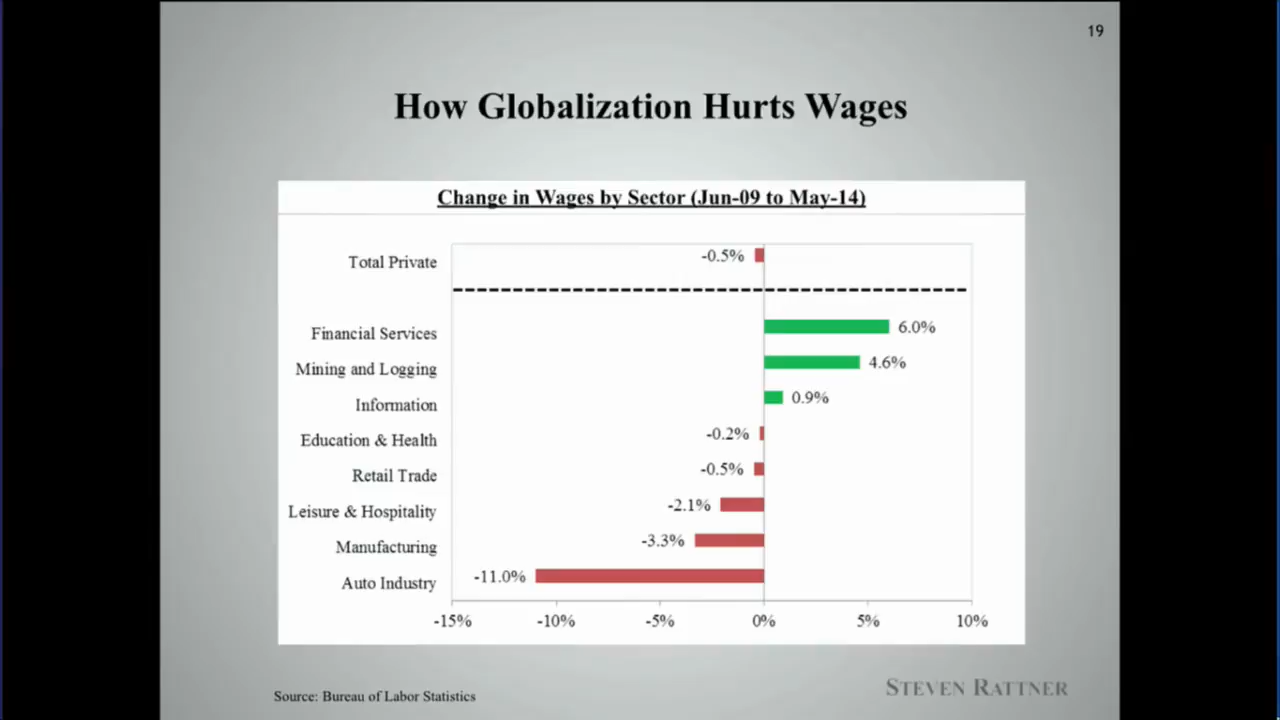 19
How Globalization Hurts Wages
Change in Wages by Sector (Jun-09 to May-14)
Total Private -0.5%
Financial Services 6.0%
Mining and Logging 4.6%
Information 0.9%
Education & Health -0.2%
Retail Trade -0.5%
Leisure & Hospitality -2.1%
Manufacturing -3.3%
Auto Industry -11.0%
-15% -10% -5% 0% 5% 10%
Source: Bureau of Labor Statistics
STEVEN RATTNER